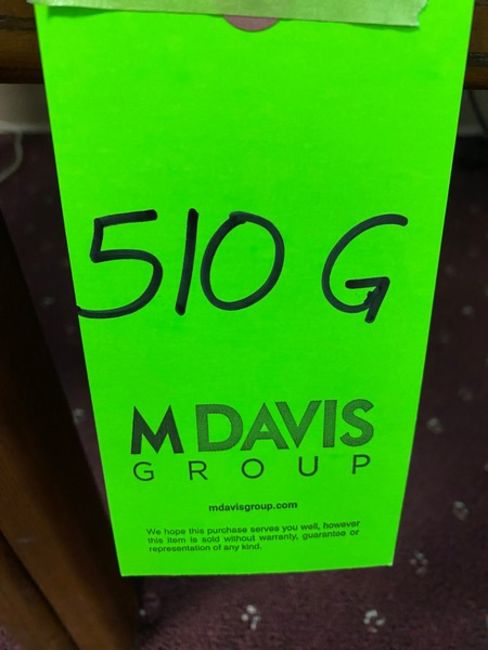 510 G
M DAVIS
GROUP
mdavisgroup.com
We hope this purchase serves you well, however
this item is sold without warranty, guarantee or
representation of any kind.